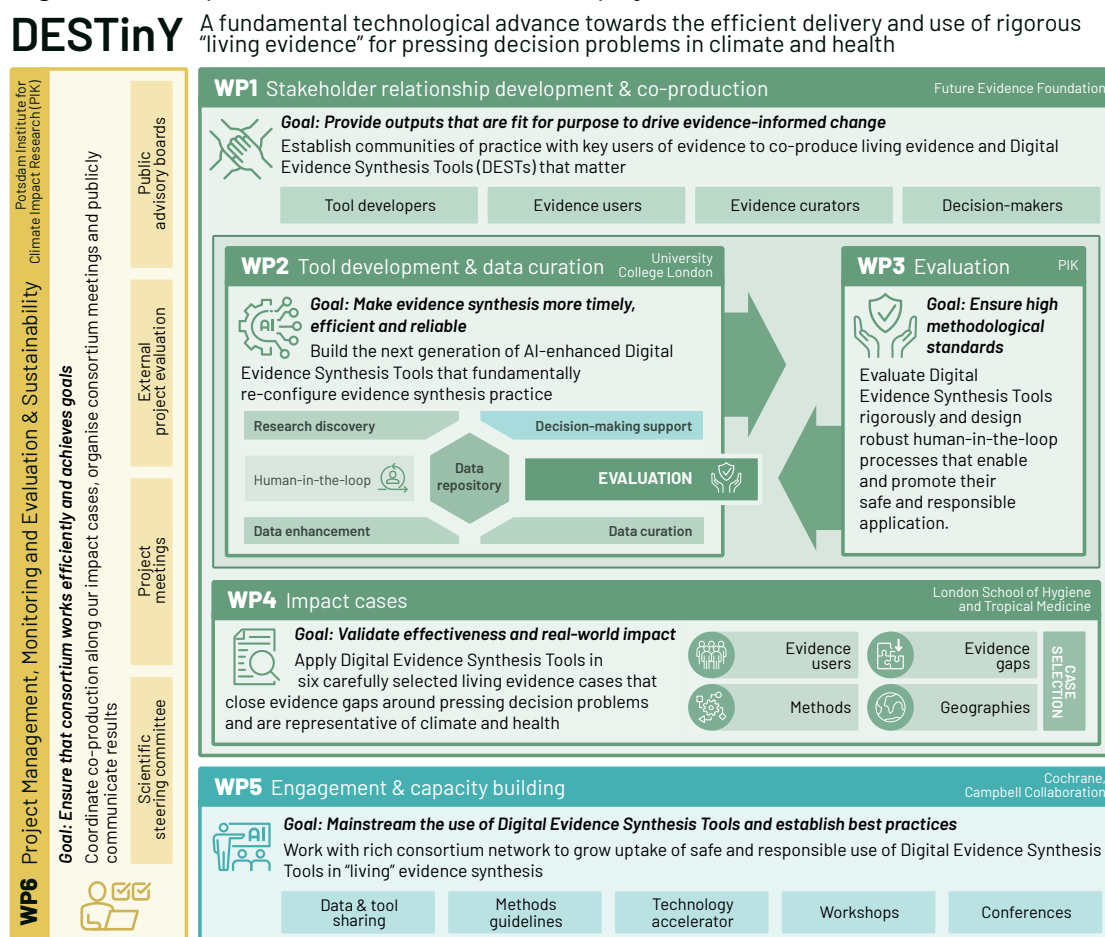 DESTinY
A fundamental technological advance towards the efficient delivery and use of rigorous
“living evidence” for pressing decision problems in climate and health
WP6 Project Management, Monitoring and Evaluation & Sustainability
Potsdam Institute for
Climate Impact Research (PIK)
Goal: Ensure that consortium works efficiently and achieves goals
Coordinate co-production along our impact cases, organise consortium meetings and publicly
communicate results
Public
advisory boards
External
project evaluation
Project
meetings
Scientific
steering committee
WP1 Stakeholder relationship development & co-production
Future Evidence Foundation
Goal: Provide outputs that are fit for purpose to drive evidence-informed change
Establish communities of practice with key users of evidence to co-produce living evidence and Digital
Evidence Synthesis Tools (DESTs) that matter
Tool developers
Evidence users
Evidence curators
Decision-makers
WP2 Tool development & data curation
University
College London
Goal: Make evidence synthesis more timely,
efficient and reliable
AI
Build the next generation of AI-enhanced Digital
Evidence Synthesis Tools that fundamentally
re-configure evidence synthesis practice
Research discovery
Decision-making support
Human-in-the-loop
Data
repository
EVALUATION
Data enhancement
Data curation
WP3 Evaluation
PIK
Goal: Ensure high
methodological
standards
Evaluate Digital
Evidence Synthesis Tools
rigorously and design
robust human-in-the-loop
processes that enable
and promote their
safe and responsible
application.
WP4 Impact cases
London School of Hygiene
and Tropical Medicine
Goal: Validate effectiveness and real-world impact
Apply Digital Evidence Synthesis Tools in
six carefully selected living evidence cases that
close evidence gaps around pressing decision problems
and are representative of climate and health
Evidence
users
Evidence
gaps
Methods
Geographies
CASE
SELECTION
WP5 Engagement & capacity building
Cochrane,
Campbell Collaboration
AI
Goal: Mainstream the use of Digital Evidence Synthesis Tools and establish best practices
Work with rich consortium network to grow uptake of safe and responsible use of Digital Evidence Synthesis
Tools in “living” evidence synthesis
Data & tool
sharing
Methods
guidelines
Technology
accelerator
Workshops
Conferences